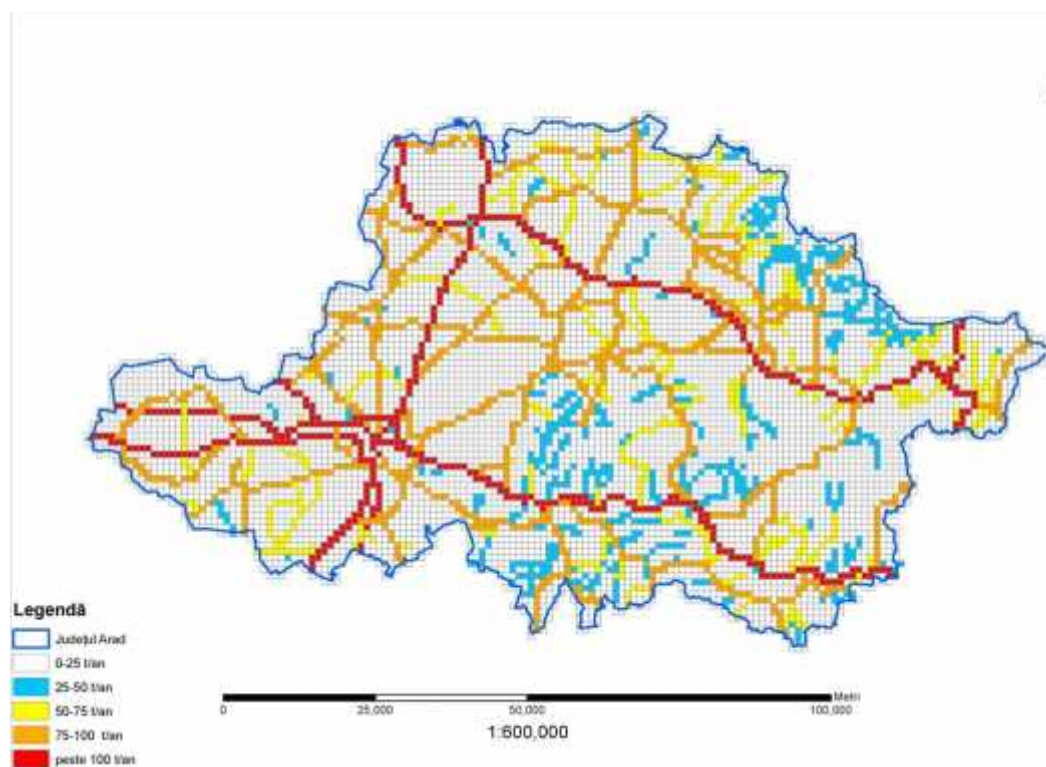 Legendă
Județul Arad
0-25 t/an
25-50 t/an
50-75 t/an
75-100 t/an
peste 100 t/an
Metri
0 25,000 50,000 100,000
1:600,000